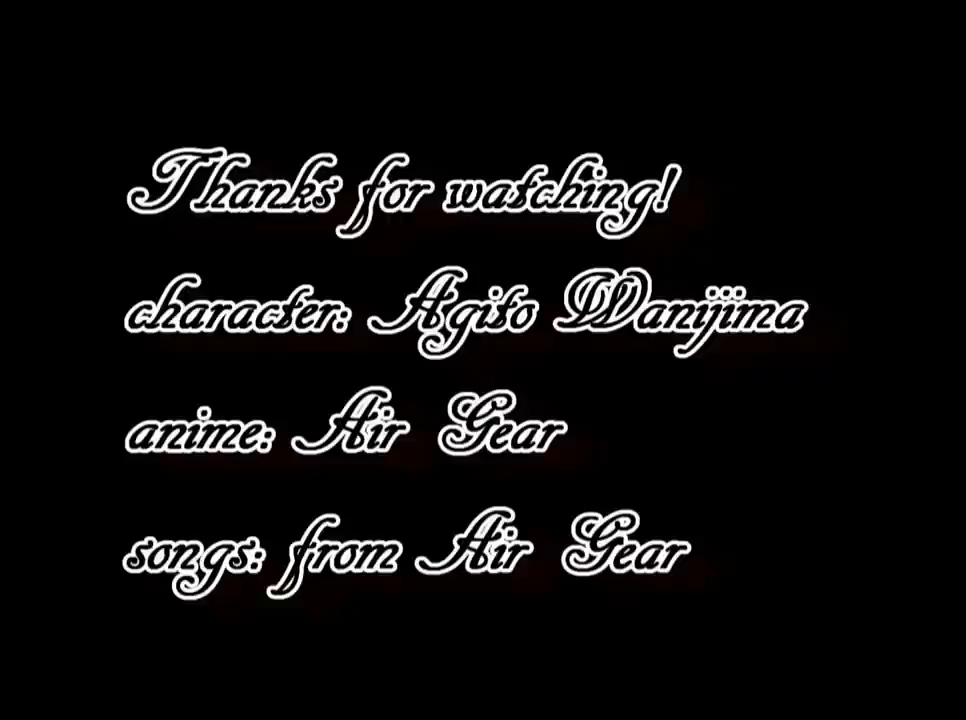 Thanks for watching!
character: Agito Wanijima
anime: Air Gear
songs: from Air Gear